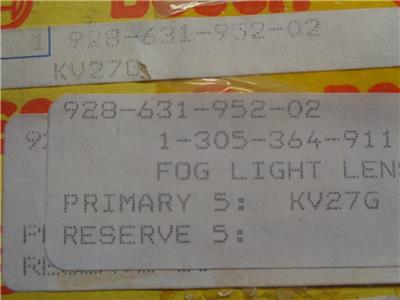 1 928-631-952-02
KV27G
928-631-952-02
1-305-364-911
FOG LIGHT LENS
PRIMARY 5: KV27G
RESERVE 5: